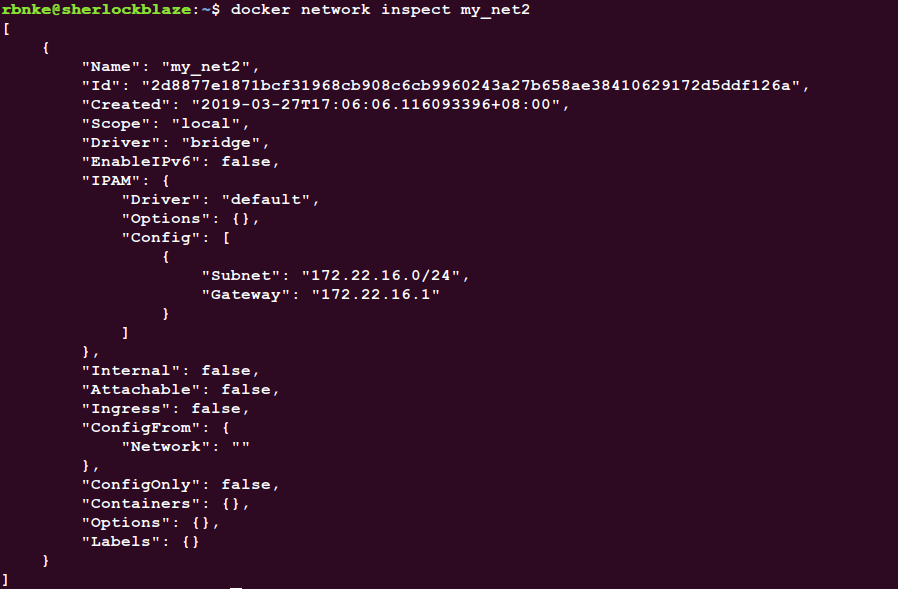 rbnke@sherlockblaze:~$ docker network inspect my_net2
[
    {
        "Name": "my_net2",
        "Id": "2d8877e1871bcf31968cb908c6cb9960243a27b658ae38410629172d5ddf126a",
        "Created": "2019-03-27T17:06:06.116093396+08:00",
        "Scope": "local",
        "Driver": "bridge",
        "EnableIPv6": false,
        "IPAM": {
            "Driver": "default",
            "Options": {},
            "Config": [
                {
                    "Subnet": "172.22.16.0/24",
                    "Gateway": "172.22.16.1"
                }
            ]
        },
        "Internal": false,
        "Attachable": false,
        "Ingress": false,
        "ConfigFrom": {
            "Network": ""
        },
        "ConfigOnly": false,
        "Containers": {},
        "Options": {},
        "Labels": {}
    }
]